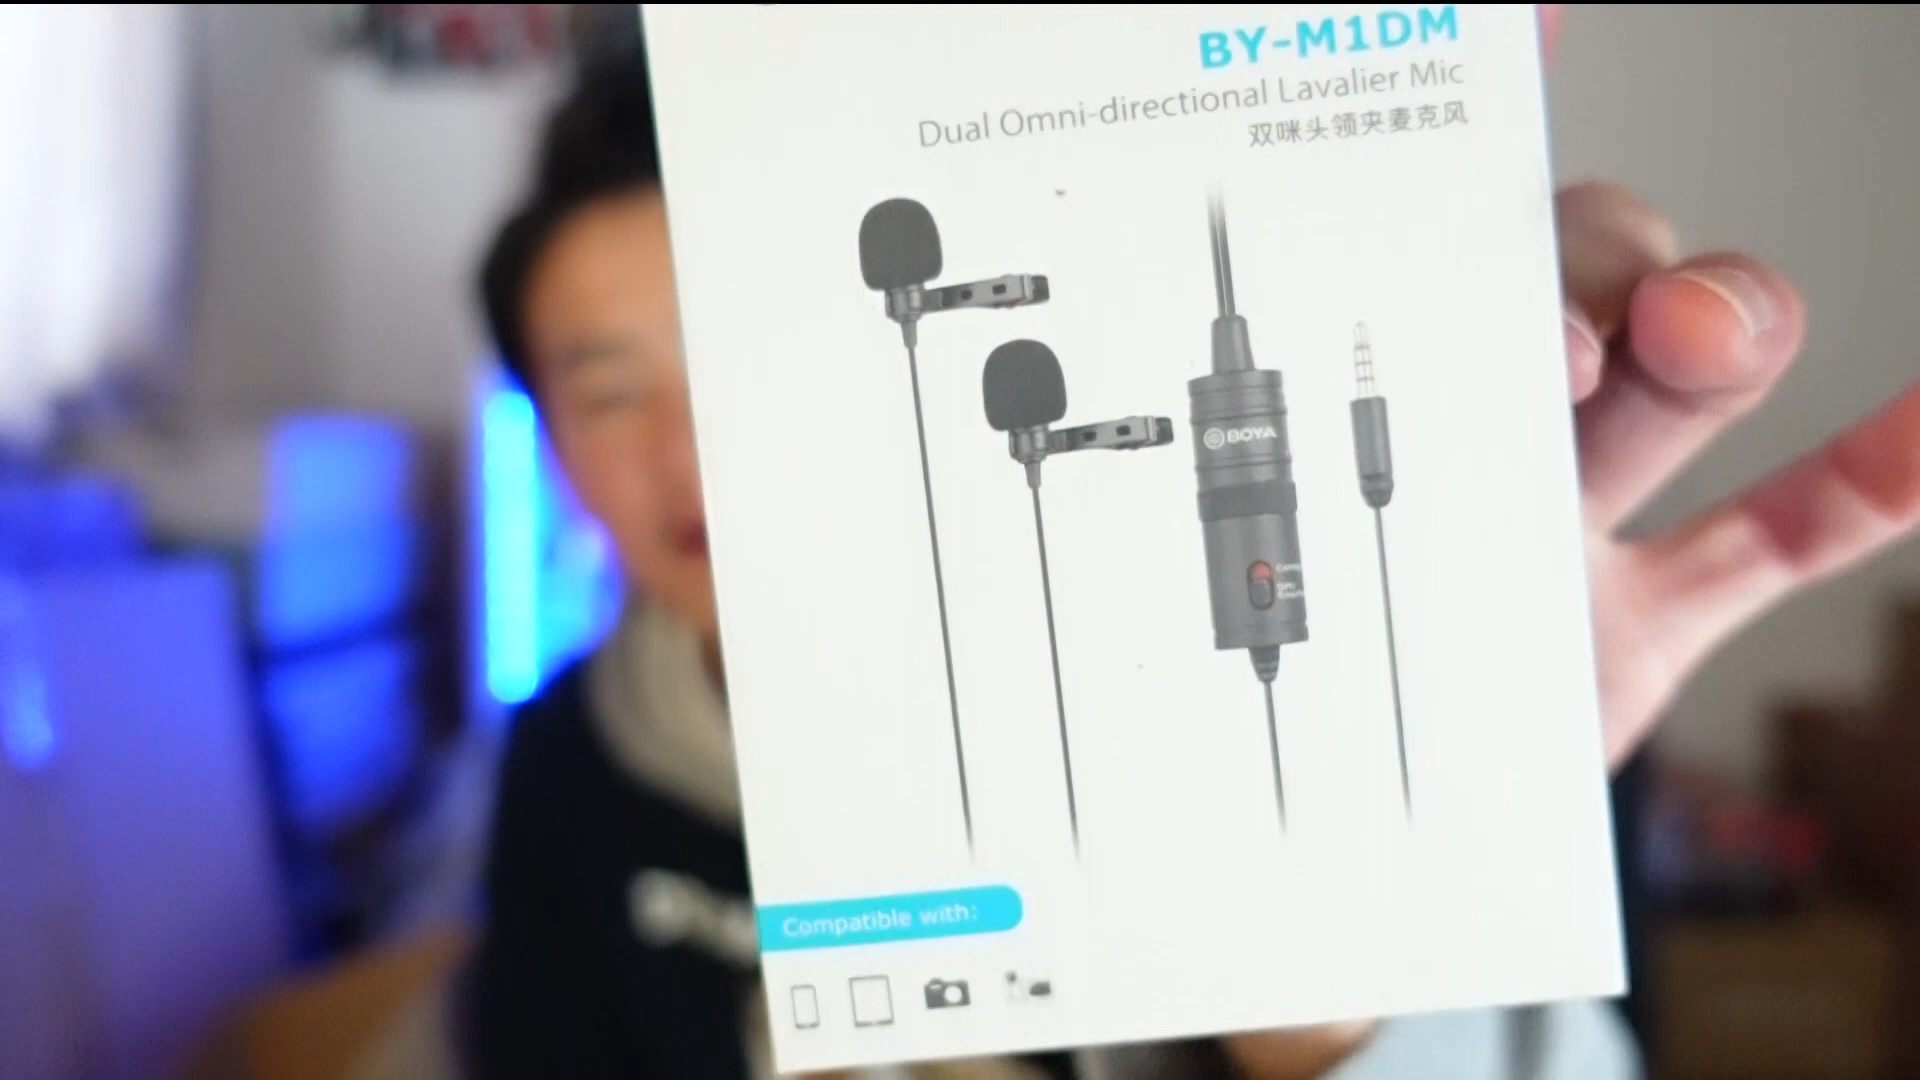 BY-M1DM
Dual Omni-directional Lavalier Mic
双咪头领夹麦克风
BOYA
Compatible with: